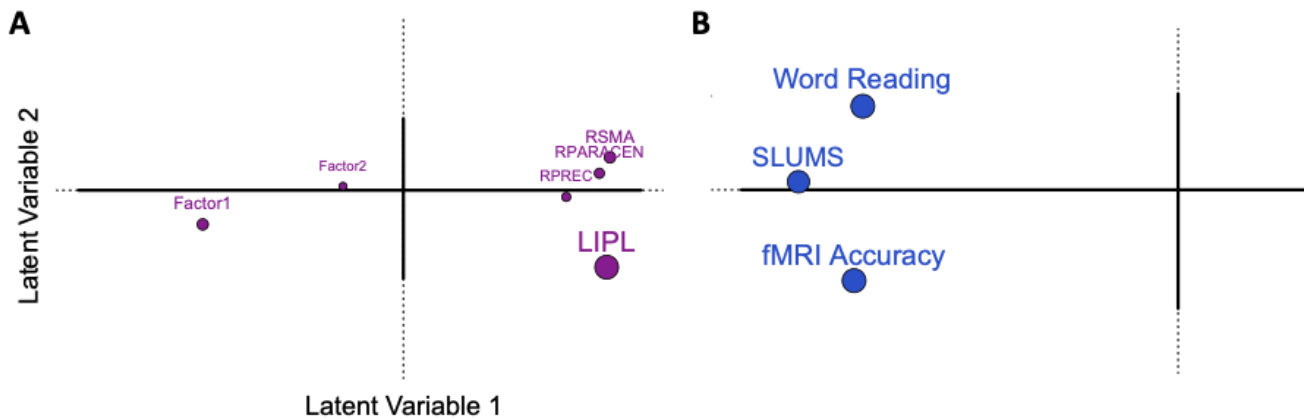 A
Latent Variable 2
Factor1
Factor2
RSMA
RPARACEN
RPREC
LIPL
Latent Variable 1
B
Word Reading
SLUMS
fMRI Accuracy